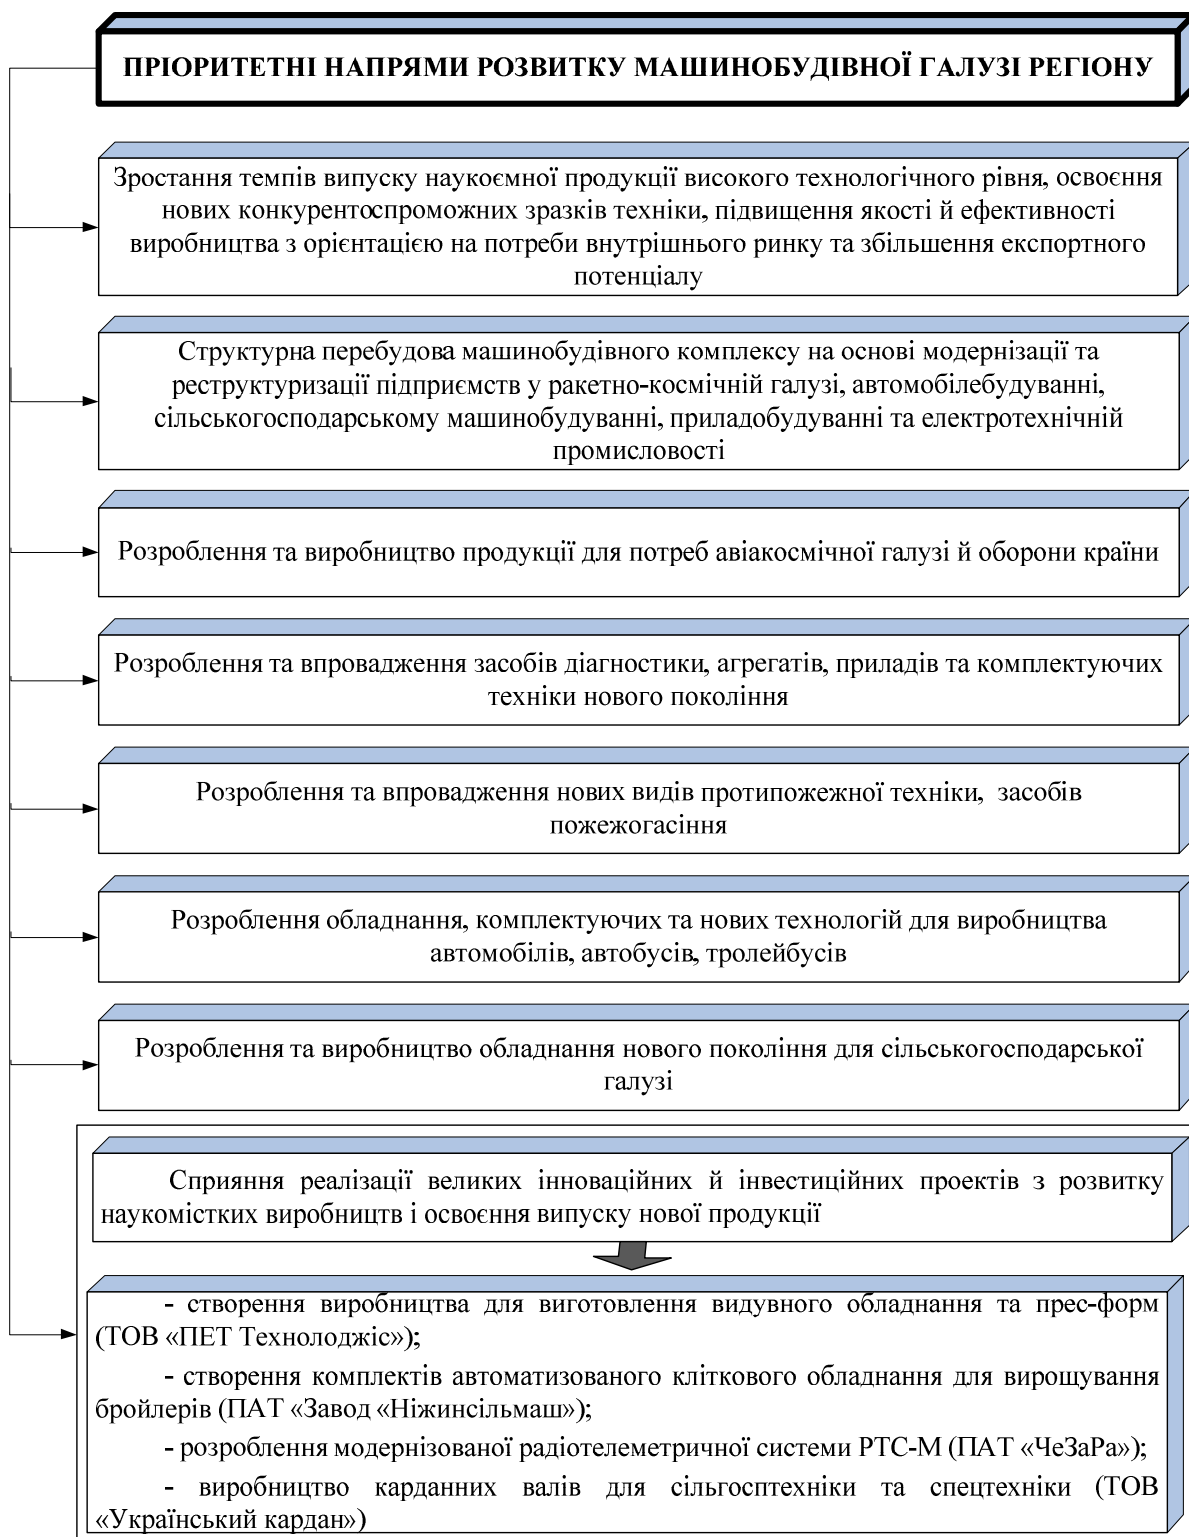 ПРІОРИТЕТНІ НАПРЯМИ РОЗВИТКУ МАШИНОБУДІВНОЇ ГАЛУЗІ РЕГІОНУ
Зростання темпів випуску наукоємної продукції високого технологічного рівня, освоєння
нових конкурентоспроможних зразків техніки, підвищення якості й ефективності
виробництва з орієнтацією на потреби внутрішнього ринку та збільшення експортного
потенціалу
Структурна перебудова машинобудівного комплексу на основі модернізації та
реструктуризації підприємств у ракетно-космічній галузі, автомобілебудуванні,
сільськогосподарському машинобудуванні, приладобудуванні та електротехнічній
промисловості
Розроблення та виробництво продукції для потреб авіакосмічної галузі й оборони країни
Розроблення та впровадження засобів діагностики, агрегатів, приладів та комплектуючих
техніки нового покоління
Розроблення та впровадження нових видів протипожежної техніки, засобів
пожежогасіння
Розроблення обладнання, комплектуючих та нових технологій для виробництва
автомобілів, автобусів, тролейбусів
Розроблення та виробництво обладнання нового покоління для сільськогосподарської
галузі
Сприяння реалізації великих інноваційних й інвестиційних проектів з розвитку
наукомістких виробництв і освоєння випуску нової продукції
- створення виробництва для виготовлення видувного обладнання та прес-форм
(ТОВ «ПЕТ Технолоджіс»);
- створення комплектів автоматизованого кліткового обладнання для вирощування
бройлерів (ПАТ «Завод «Ніжинсільмаш»);
- розроблення модернізованої радіотелеметричної системи РТС-М (ПАТ «ЧеЗаРа»);
- виробництво карданних валів для сільгосптехніки та спецтехніки (ТОВ
«Український кардан»)